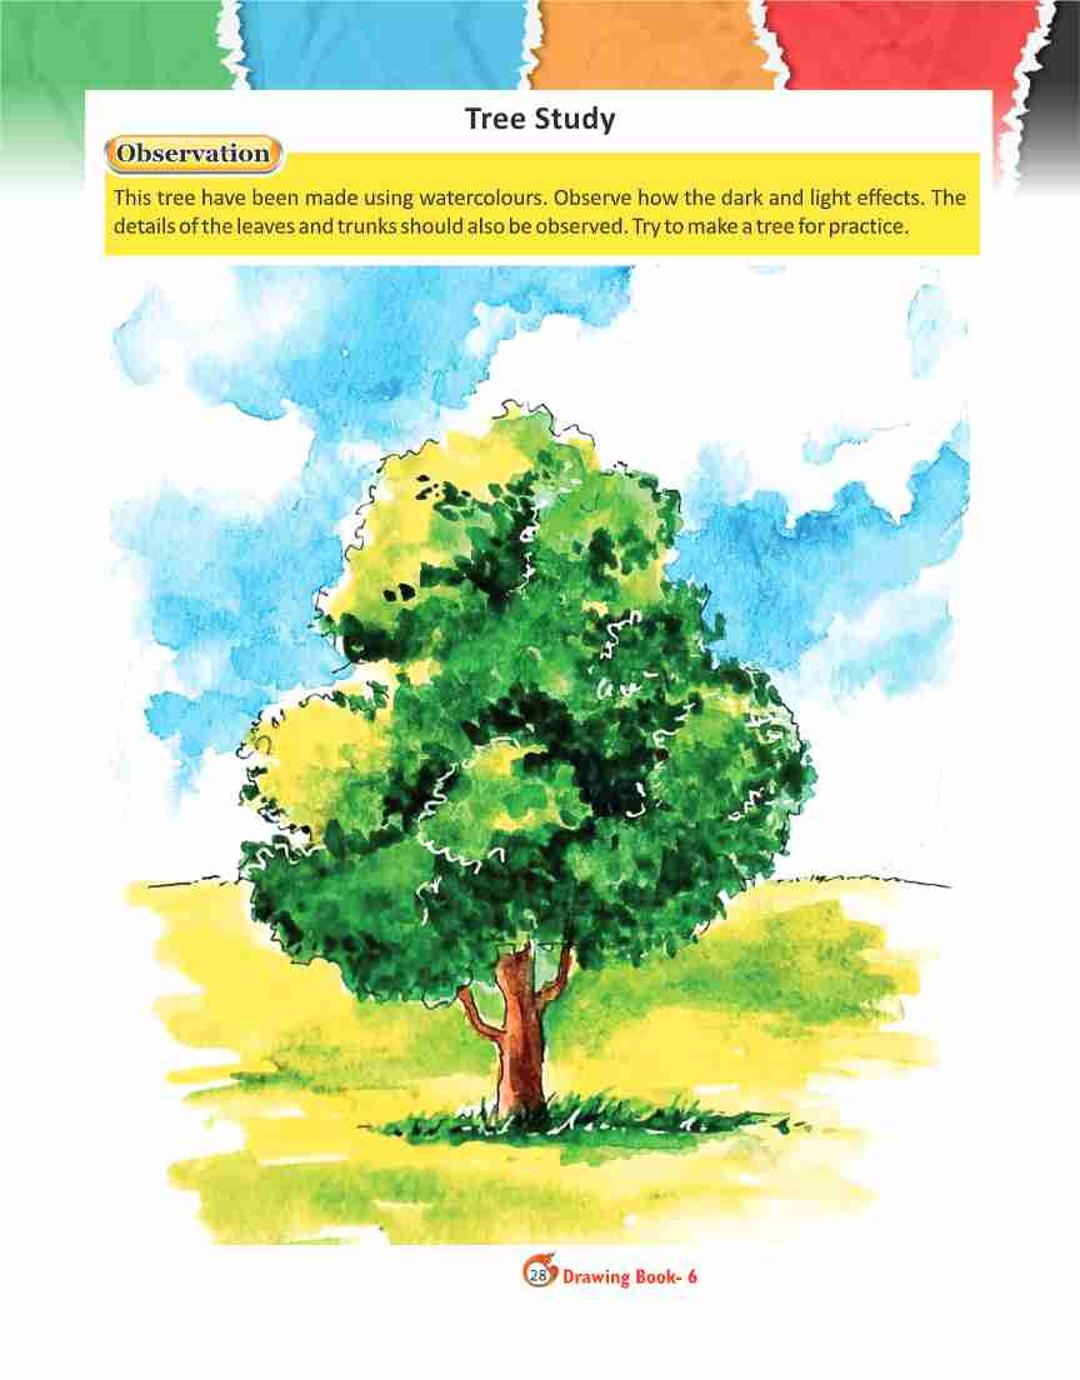 Tree Study
Observation
This tree have been made using watercolours. Observe how the dark and light effects. The
details of the leaves and trunks should also be observed. Try to make a tree for practice.
28 Drawing Book- 6